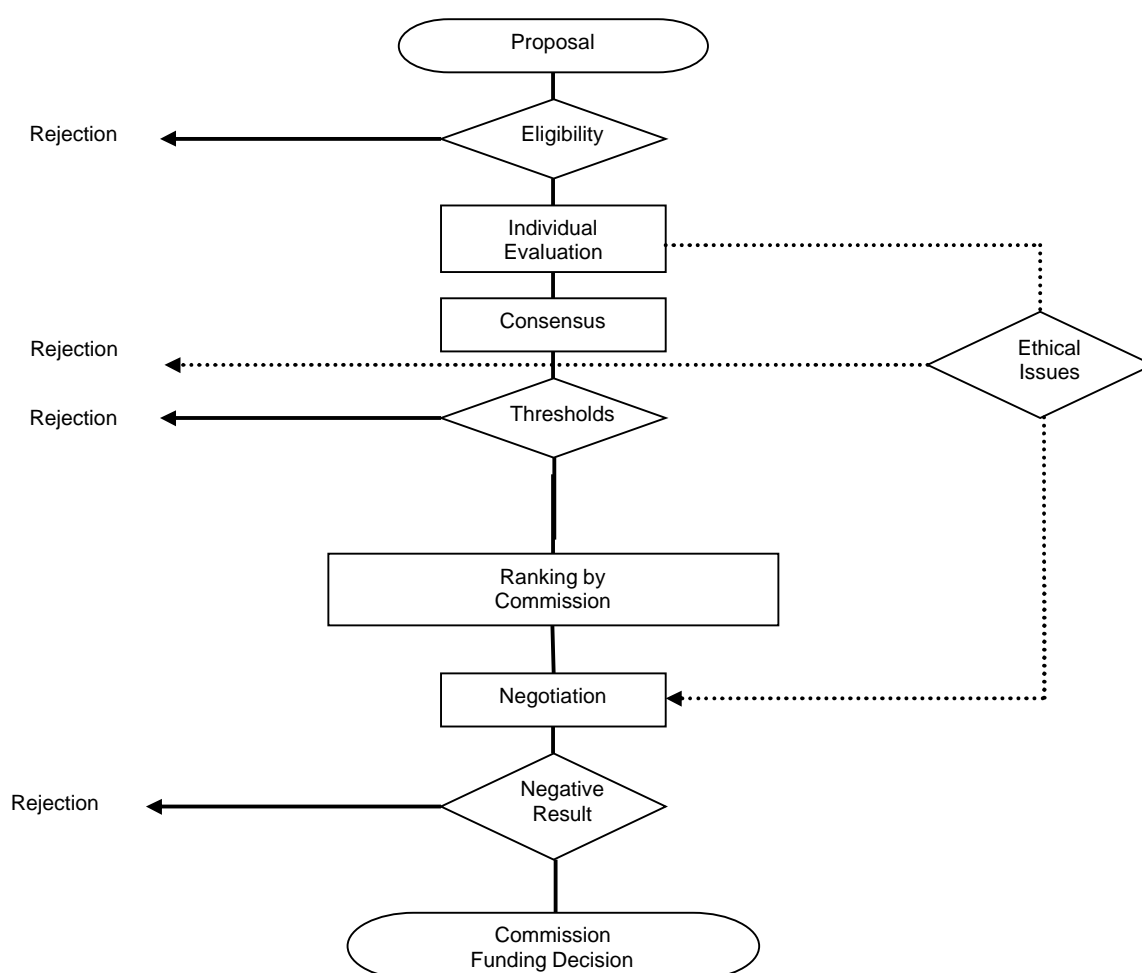 Proposal
Rejection
Eligibility
Individual
Evaluation
Consensus
Rejection
Ethical
Issues
Rejection
Thresholds
Ranking by
Commission
Negotiation
Rejection
Negative
Result
Commission
Funding Decision